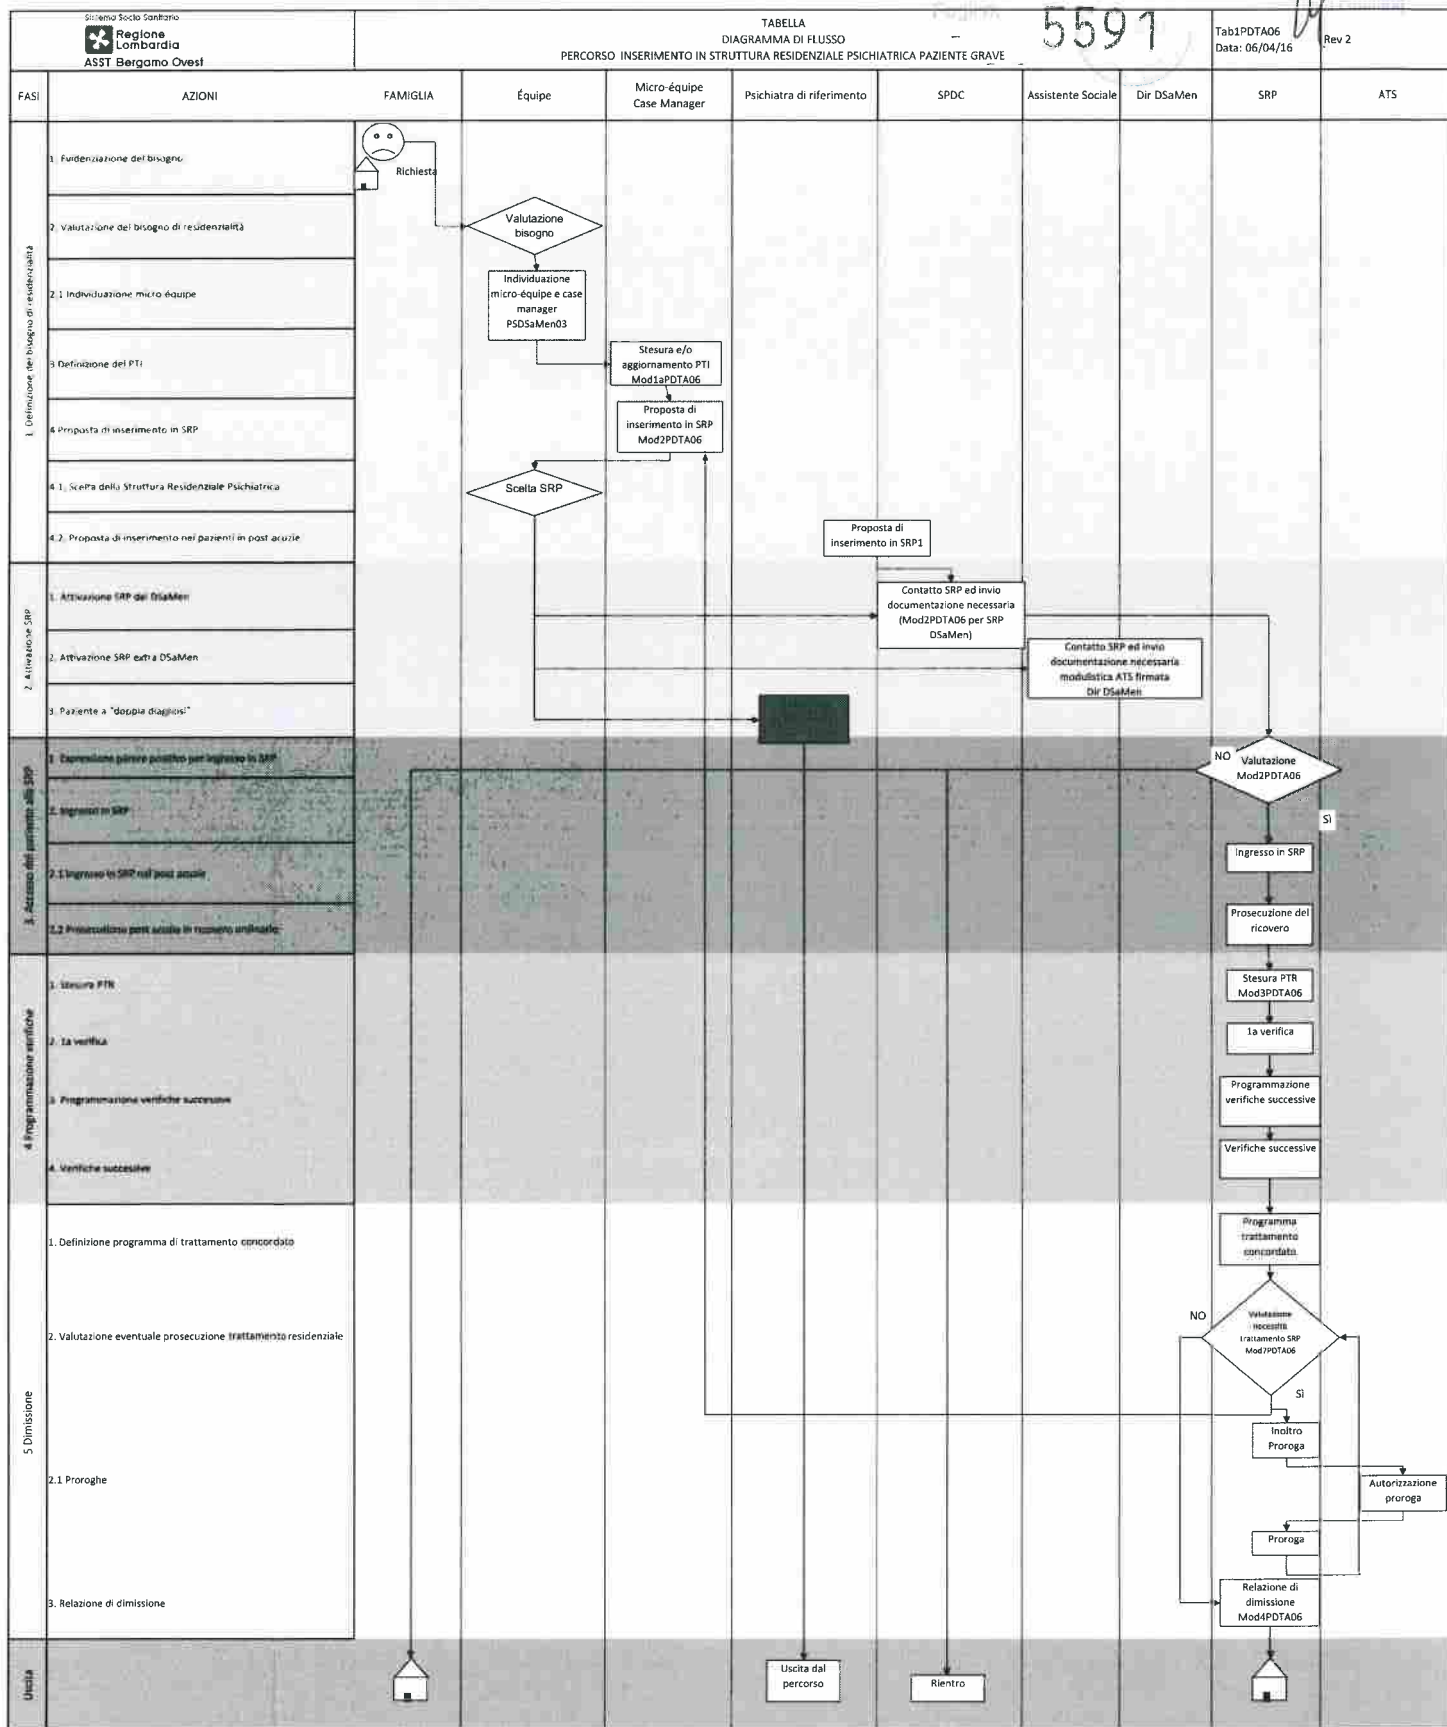 Sistema Socio Sanitario
Regione
Lombardia
ASST Bergamo Ovest
TABELLA
DIAGRAMMA DI FLUSSO
PERCORSO INSERIMENTO IN STRUTTURA RESIDENZIALE PSICHIATRICA PAZIENTE GRAVE
5591
Tab1PDTA06
Data: 06/04/16
Rev 2
FASI
AZIONI
FAMIGLIA
Équipe
Micro-équipe
Case Manager
Psichiatra di riferimento
SPDC
Assistente Sociale
Dir DSaMen
SRP
ATS
1. Definizione del bisogno di residenzialità
1. Evidenziazione del bisogno
Richiesta
2. Valutazione del bisogno di residenzialità
Valutazione
bisogno
2.1 Individuazione micro équipe
Individuazione
micro-équipe e case
manager
PSDSaMen03
3 Definizione del PTI
Stesura e/o
aggiornamento PTI
Mod1aPDTA06
4 Proposta di inserimento in SRP
Proposta di
inserimento in SRP
Mod2PDTA06
4.1. Scelta della Struttura Residenziale Psichiatrica
Scelta SRP
4.2. Proposta di inserimento nei pazienti in post acuzie
Proposta di
inserimento in SRP1
2. Attivazione SRP
1. Attivazione SRP del DSaMen
Contatto SRP ed invio
documentazione necessaria
(Mod2PDTA06 per SRP
DSaMen)
2. Attivazione SRP extra DSaMen
Contatto SRP ed invio
documentazione necessaria
modulistica ATS firmata
Dir DSaMen
3. Paziente a "doppia diagnosi"
3. Accesso del paziente alla SRP
1 Espressione parere positivo per ingresso in SRP
NO
Valutazione
Mod2PDTA06
2. Ingresso in SRP
Sì
2.1 Ingresso in SRP nel post acuzie
Ingresso in SRP
2.2 Prosecuzione post acuzie in ricovero ordinario
Prosecuzione del
ricovero
4 Programmazione verifiche
1. Stesura PTR
Stesura PTR
Mod3PDTA06
2. 1a verifica
1a verifica
3 Programmazione verifiche successive
Programmazione
verifiche successive
4. Verifiche successive
Verifiche successive
5 Dimissione
1. Definizione programma di trattamento concordato
Programma
trattamento
concordato
2. Valutazione eventuale prosecuzione trattamento residenziale
NO
Valutazione
necessità
trattamento SRP
Mod7PDTA06
Sì
Inoltro
Proroga
2.1 Proroghe
Autorizzazione
proroga
Proroga
3. Relazione di dimissione
Relazione di
dimissione
Mod4PDTA06
Uscita
Uscita dal
percorso
Rientro